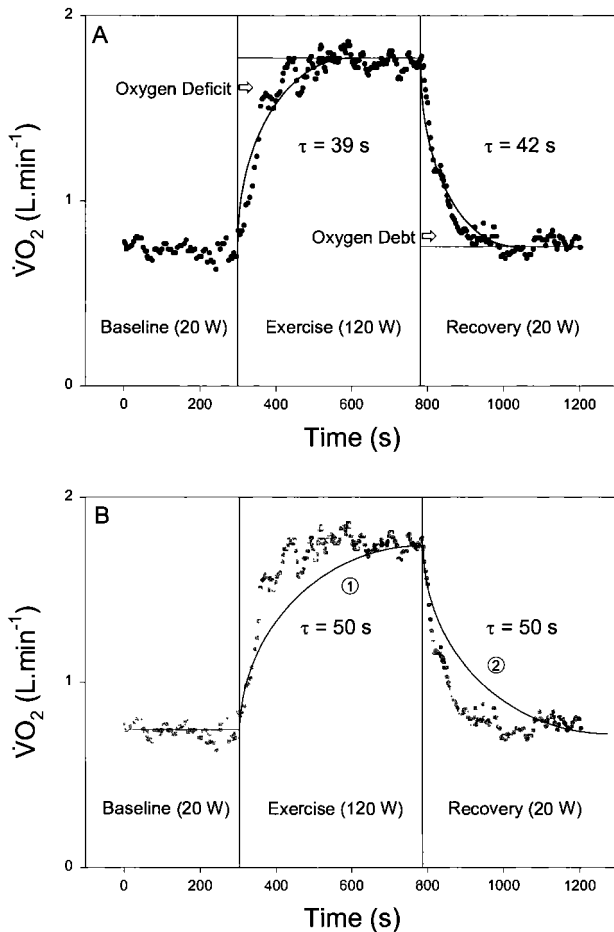 A
2
Oxygen Deficit
τ = 39 s
τ = 42 s
1
Oxygen Debt
V̇O₂ (L.min⁻¹)
Baseline (20 W)
Exercise (120 W)
Recovery (20 W)
0
0 200 400 600 800 1000 1200
Time (s)
B
2
①
τ = 50 s
τ = 50 s
②
1
V̇O₂ (L.min⁻¹)
Baseline (20 W)
Exercise (120 W)
Recovery (20 W)
0
0 200 400 600 800 1000 1200
Time (s)